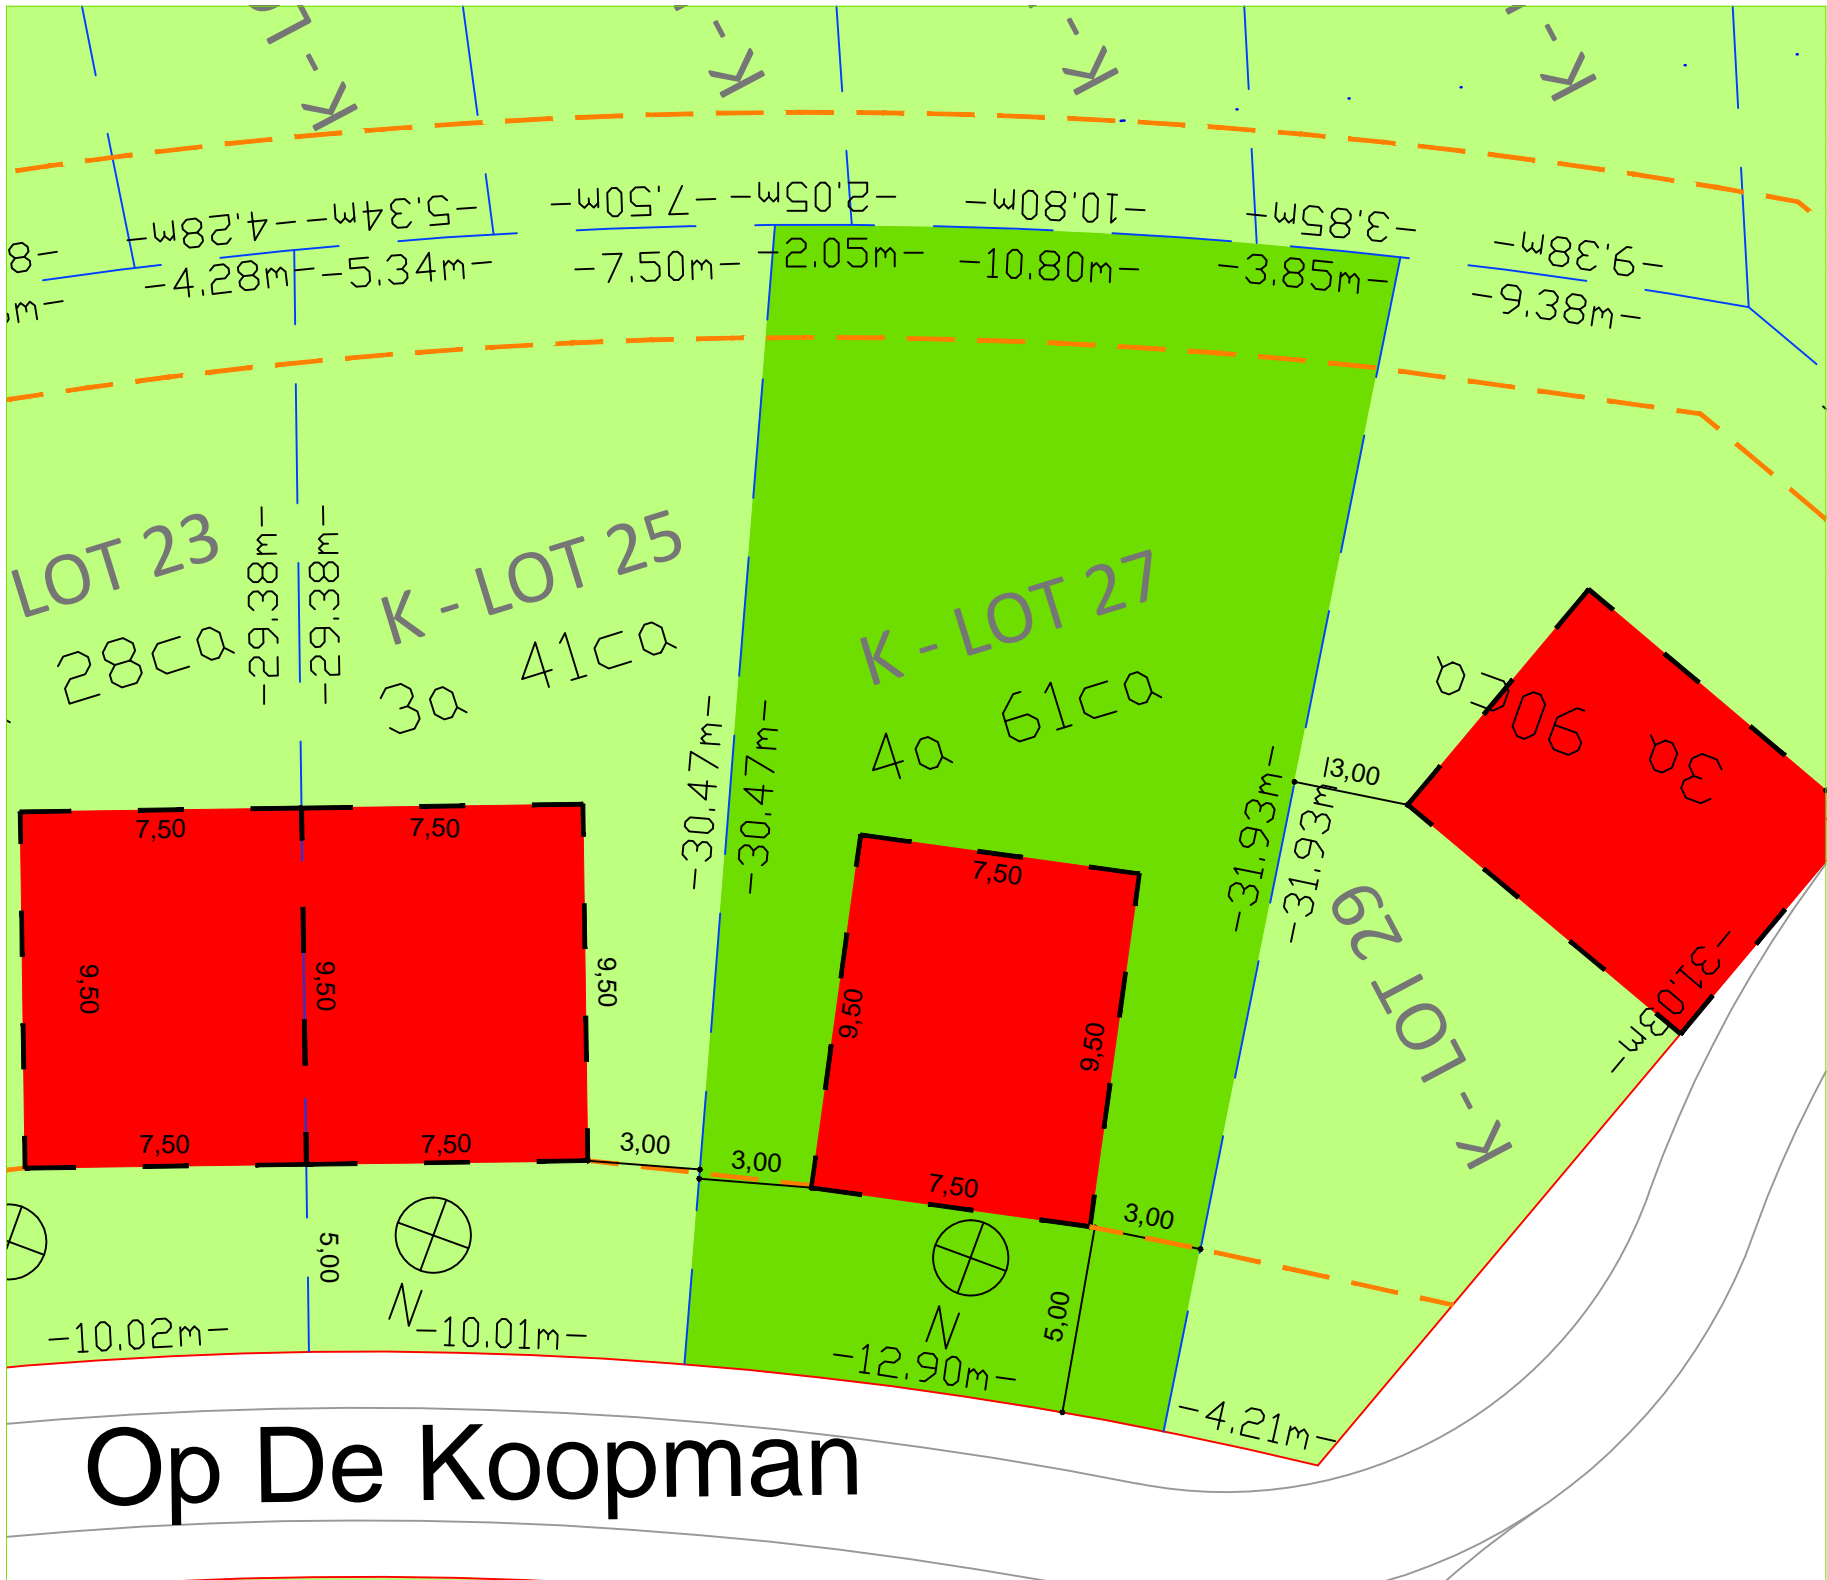 L -
K
- K
- K
- K
-4.28m-
-5.34m-
-7.50m-
-2.05m-
-10.80m-
-3.85m-
-9.38m-
8-
-4.28m-
-5.34m-
-7.50m-
-2.05m-
-10.80m-
-3.85m-
-9.38m-
m-
LOT 23
28ca
-29.38m-
-29.38m-
K - LOT 25
3a 41ca
K - LOT 27
4a 61ca
3a 90ca
-30.47m-
-30.47m-
-31.93m-
-31.93m-
3,00
K - LOT 29
-31.03m-
7,50
7,50
7,50
9,50
9,50
9,50
9,50
9,50
7,50
7,50
3,00
3,00
7,50
3,00
5,00
5,00
N
N
-10.02m-
-10.01m-
-12.90m-
-4.21m-
Op De Koopman